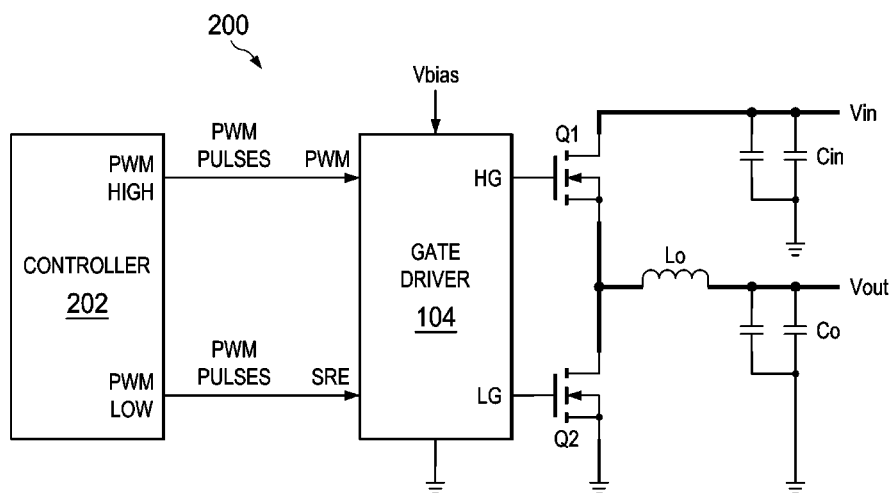 200
Vbias
PWM
PULSES
PWM
PWM
HIGH
HG
Q1
Vin
Cin
CONTROLLER
202
GATE
DRIVER
104
Lo
Vout
Co
PWM
PULSES
SRE
PWM
LOW
LG
Q2